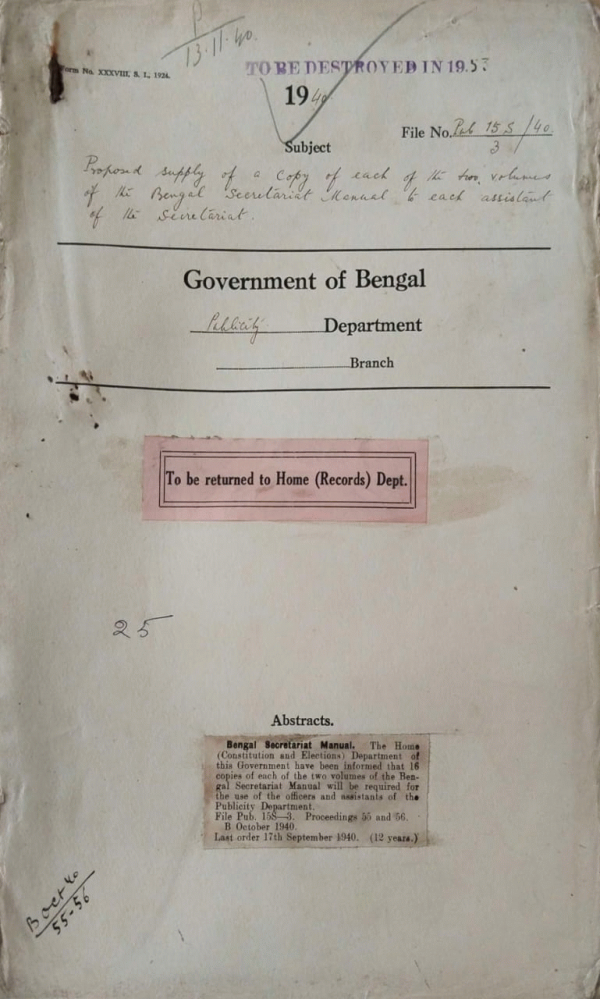 P
13.11.40.
Form No. XXXVIII, S. I., 1924.
TO BE DESTROYED IN 1953
1940
File No. Pub 15S/40
3
Subject
Proposed supply of a copy of each of the two volumes
of the Bengal Secretariat Manual to each assistant
of the Secretariat.
Government of Bengal
Publicity Department
Branch
To be returned to Home (Records) Dept.
25
Abstracts.
Bengal Secretariat Manual. The Home
(Constitution and Elections) Department of
this Government have been informed that 16
copies of each of the two volumes of the Ben-
gal Secretariat Manual will be required for
the use of the officers and assistants of the
Publicity Department.
File Pub. 15S—3. Proceedings 55 and 56.
B October 1940.
Last order 17th September 1940. (12 years.)
B Oct 40
55-56